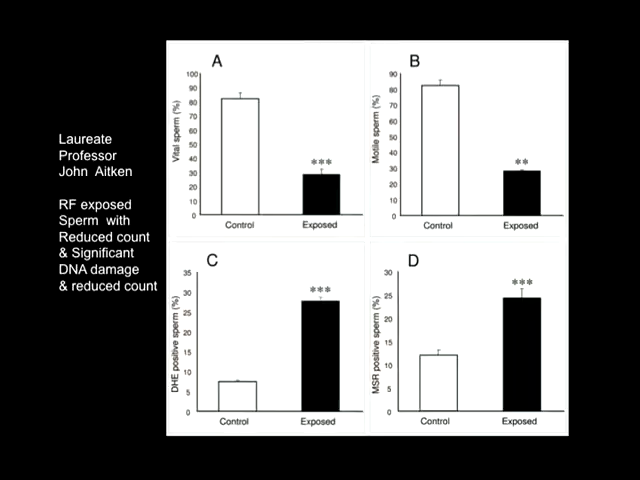 Laureate
Professor
John Aitken
RF exposed
Sperm with
Reduced count
& Significant
DNA damage
& reduced count
A
Vital sperm (%)
100
90
80
70
60
50
40
30
20
10
0
***
Control Exposed
B
Motile sperm (%)
90
80
70
60
50
40
30
20
10
0
**
Control Exposed
C
DHE positive sperm (%)
35
30
25
20
15
10
5
0
***
Control Exposed
D
MSR positive sperm (%)
30
25
20
15
10
5
0
***
Control Exposed